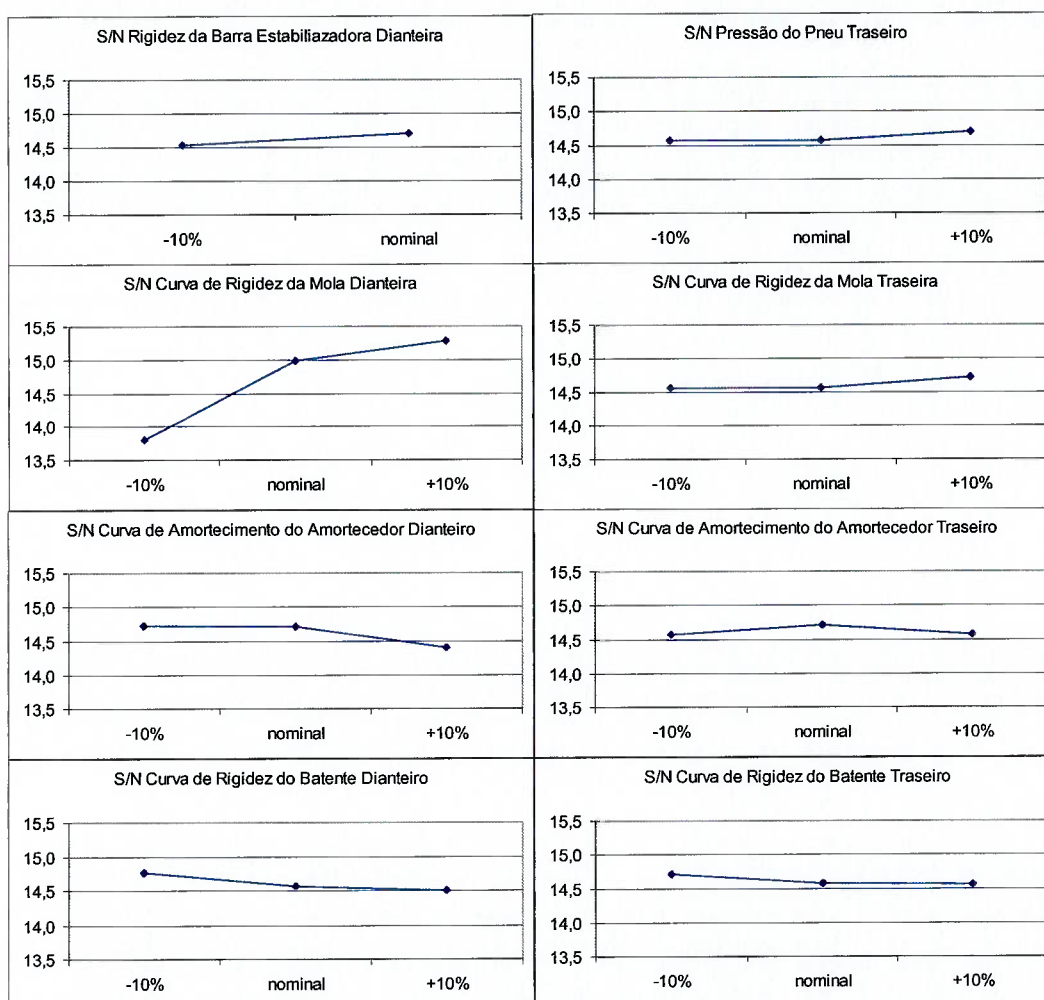 S/N Rigidez da Barra Estabiliazadora Dianteira
15,5
15,0
14,5
14,0
13,5
-10% nominal
S/N Pressão do Pneu Traseiro
15,5
15,0
14,5
14,0
13,5
-10% nominal +10%
S/N Curva de Rigidez da Mola Dianteira
15,5
15,0
14,5
14,0
13,5
-10% nominal +10%
S/N Curva de Rigidez da Mola Traseira
15,5
15,0
14,5
14,0
13,5
-10% nominal +10%
S/N Curva de Amortecimento do Amortecedor Dianteiro
15,5
15,0
14,5
14,0
13,5
-10% nominal +10%
S/N Curva de Amortecimento do Amortecedor Traseiro
15,5
15,0
14,5
14,0
13,5
-10% nominal +10%
S/N Curva de Rigidez do Batente Dianteiro
15,5
15,0
14,5
14,0
13,5
-10% nominal +10%
S/N Curva de Rigidez do Batente Traseiro
15,5
15,0
14,5
14,0
13,5
-10% nominal +10%